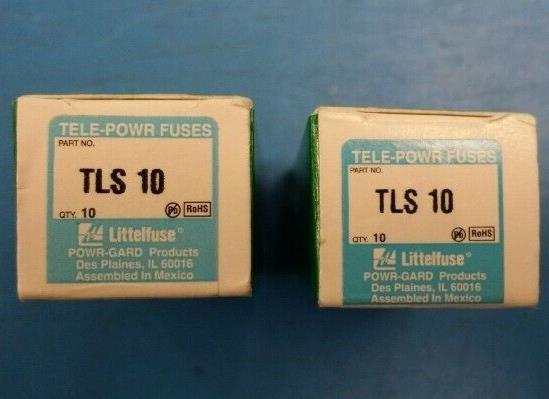 TELE-POWR FUSES
PART NO.
TLS 10
QTY. 10 Pb RoHS
Littelfuse®
POWR-GARD Products
Des Plaines, IL 60016
Assembled In Mexico
TELE-POWR FUSES
PART NO.
TLS 10
QTY. 10 Pb RoHS
Littelfuse®
POWR-GARD Products
Des Plaines, IL 60016
Assembled In Mexico